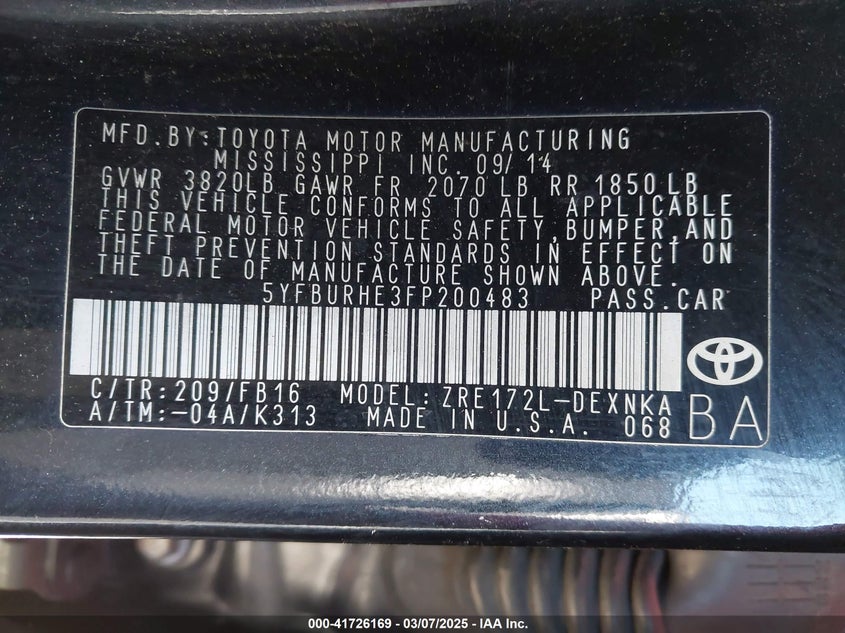 MFD.BY:TOYOTA MOTOR MANUFACTURING
MISSISSIPPI INC. 09/14
GVWR 3820LB GAWR FR 2070 LB RR 1850 LB
THIS VEHICLE CONFORMS TO ALL APPLICABLE
FEDERAL MOTOR VEHICLE SAFETY,BUMPER,AND
THEFT PREVENTION STANDARDS IN EFFECT ON
THE DATE OF MANUFACTURE SHOWN ABOVE.
5YFBURHE3FP200483 PASS.CAR
C/TR:209/FB16 MODEL:ZRE172L-DEXNKA
A/TM:-04A/K313 MADE IN U.S.A. 068
BA
000-41726169 - 03/07/2025 - IAA Inc.